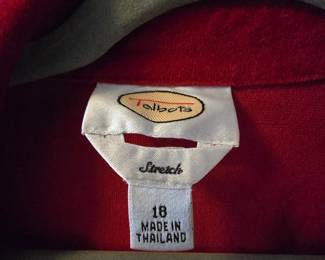 Talbots
Stretch
18
MADE IN
THAILAND